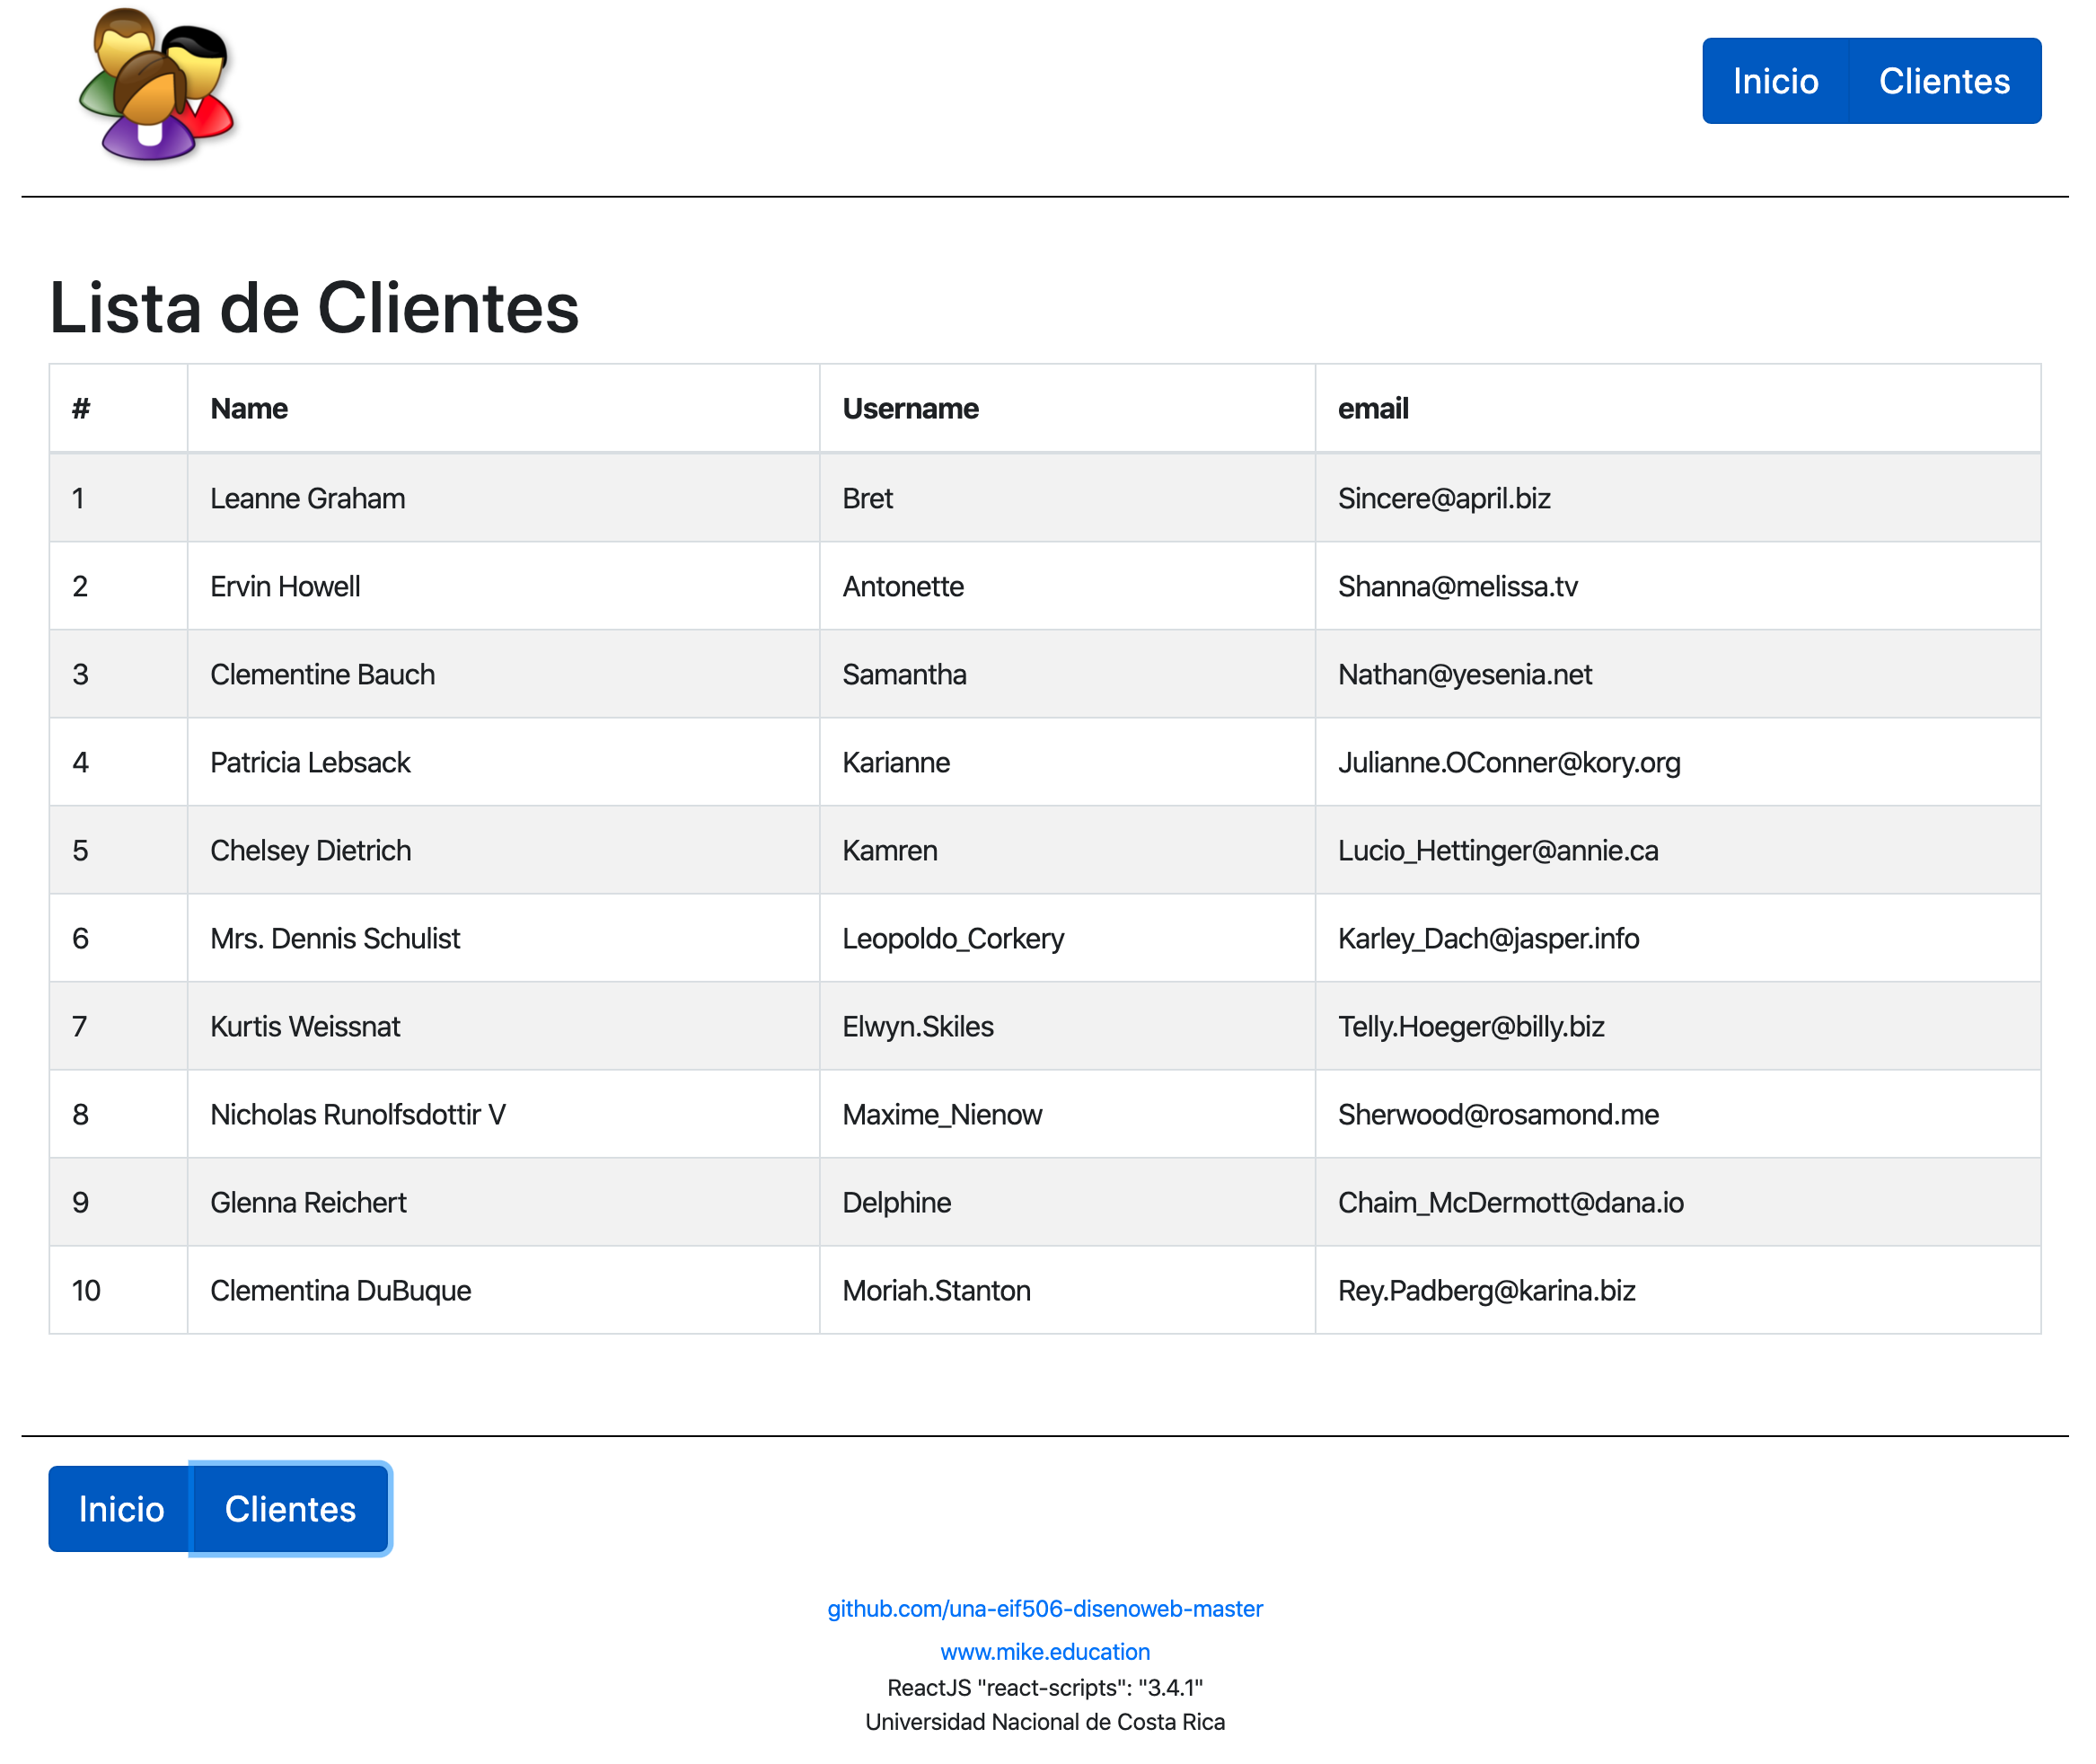 Inicio Clientes
Lista de Clientes
# Name Username email
1 Leanne Graham Bret Sincere@april.biz
2 Ervin Howell Antonette Shanna@melissa.tv
3 Clementine Bauch Samantha Nathan@yesenia.net
4 Patricia Lebsack Karianne Julianne.OConner@kory.org
5 Chelsey Dietrich Kamren Lucio_Hettinger@annie.ca
6 Mrs. Dennis Schulist Leopoldo_Corkery Karley_Dach@jasper.info
7 Kurtis Weissnat Elwyn.Skiles Telly.Hoeger@billy.biz
8 Nicholas Runolfsdottir V Maxime_Nienow Sherwood@rosamond.me
9 Glenna Reichert Delphine Chaim_McDermott@dana.io
10 Clementina DuBuque Moriah.Stanton Rey.Padberg@karina.biz
Inicio Clientes
github.com/una-eif506-disenoweb-master
www.mike.education
ReactJS "react-scripts": "3.4.1"
Universidad Nacional de Costa Rica